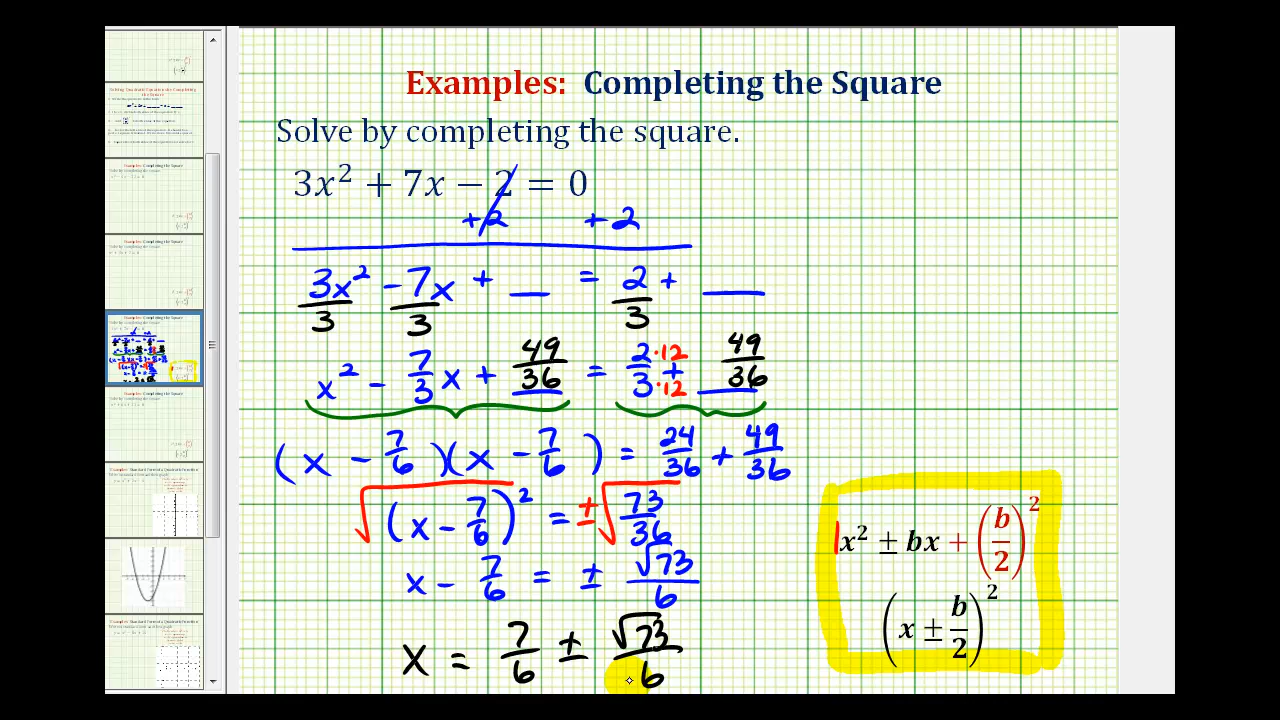 Examples: Completing the Square
Solve by completing the square.
3x² + 7x − 2 = 0
+2 +2
3x²/3 − 7x/3 + __ = 2/3 + __
x² − 7/3 x + 49/36 = 2·12/3·12 + 49/36
(x − 7/6)(x − 7/6) = 24/36 + 49/36
√(x − 7/6)² = ± √73/36
x − 7/6 = ± √73/6
x = 7/6 ± √73/6
1x² ± bx + (b/2)²
(x ± b/2)²